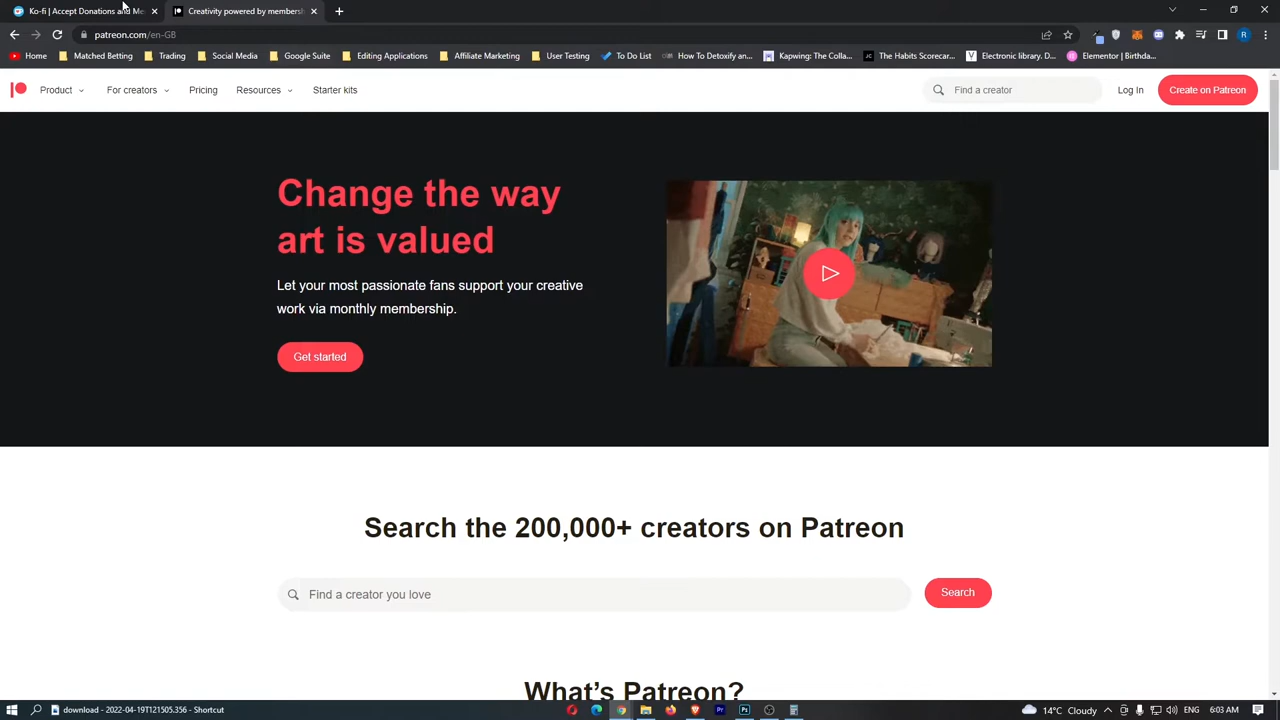 Ko-fi | Accept Donations and Me
Creativity powered by membersh
patreon.com/en-GB
Home
Matched Betting
Trading
Social Media
Google Suite
Editing Applications
Affiliate Marketing
User Testing
To Do List
How To Detoxify an...
Kapwing: The Colla...
The Habits Scorecar...
Electronic library. D...
Elementor | Birthda...
Product
For creators
Pricing
Resources
Starter kits
Find a creator
Log In
Create on Patreon
Change the way
art is valued
Let your most passionate fans support your creative
work via monthly membership.
Get started
Search the 200,000+ creators on Patreon
Find a creator you love
Search
What's Patreon?
download - 2022-04-19T121505.356 - Shortcut
14°C Cloudy
ENG
6:03 AM